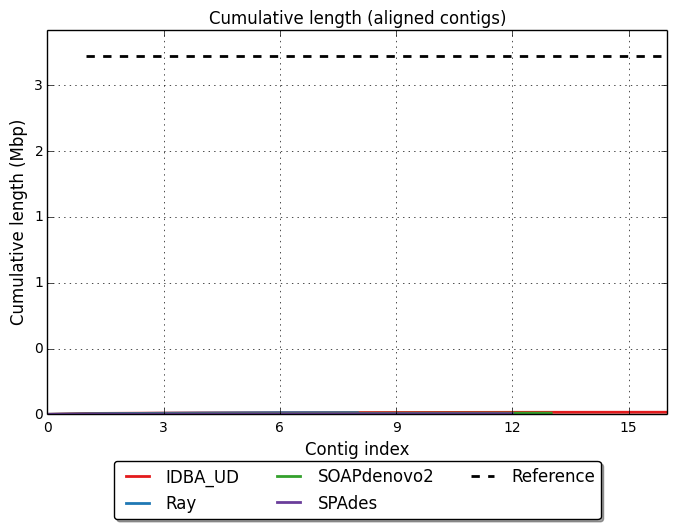 Cumulative length (aligned contigs)
3
2
1
1
0
0
Cumulative length (Mbp)
0 3 6 9 12 15
Contig index
IDBA_UD SOAPdenovo2 Reference
Ray SPAdes